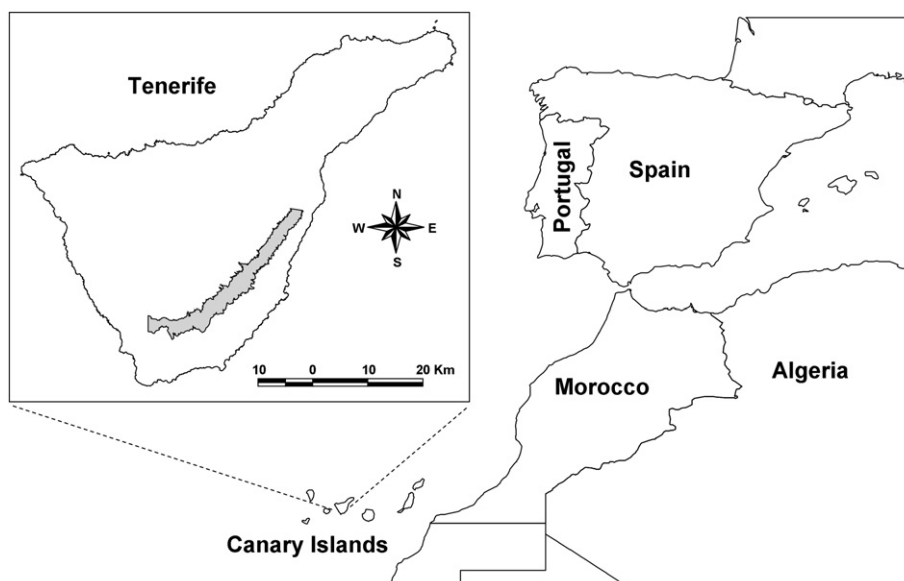 Tenerife
N
W
E
S
10 0 10 20 Km
Portugal
Spain
Morocco
Algeria
Canary Islands